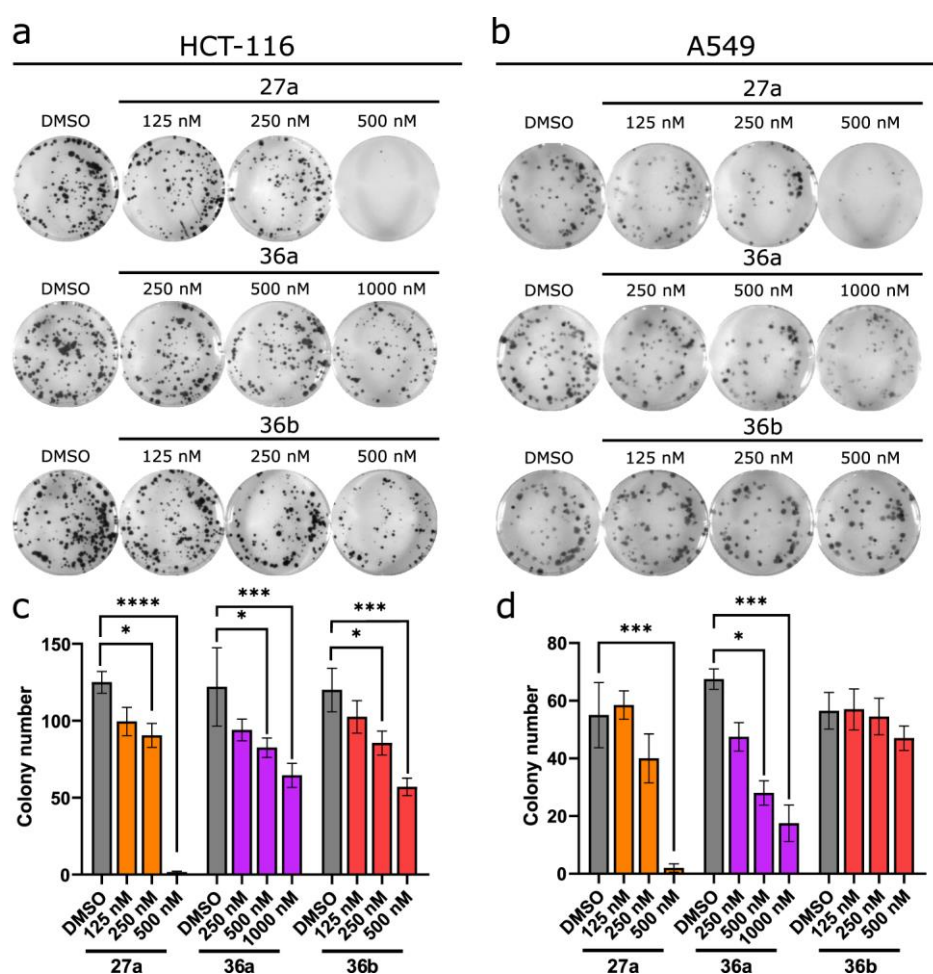 a
HCT-116
27a
DMSO 125 nM 250 nM 500 nM
36a
DMSO 250 nM 500 nM 1000 nM
36b
DMSO 125 nM 250 nM 500 nM
b
A549
27a
DMSO 125 nM 250 nM 500 nM
36a
DMSO 250 nM 500 nM 1000 nM
36b
DMSO 125 nM 250 nM 500 nM
c
**** *** ***
* * *
Colony number
150
100
50
0
DMSO 125 nM 250 nM 500 nM DMSO 250 nM 500 nM 1000 nM DMSO 125 nM 250 nM 500 nM
27a 36a 36b
d
*** ***
*
Colony number
80
60
40
20
0
DMSO 125 nM 250 nM 500 nM DMSO 250 nM 500 nM 1000 nM DMSO 125 nM 250 nM 500 nM
27a 36a 36b